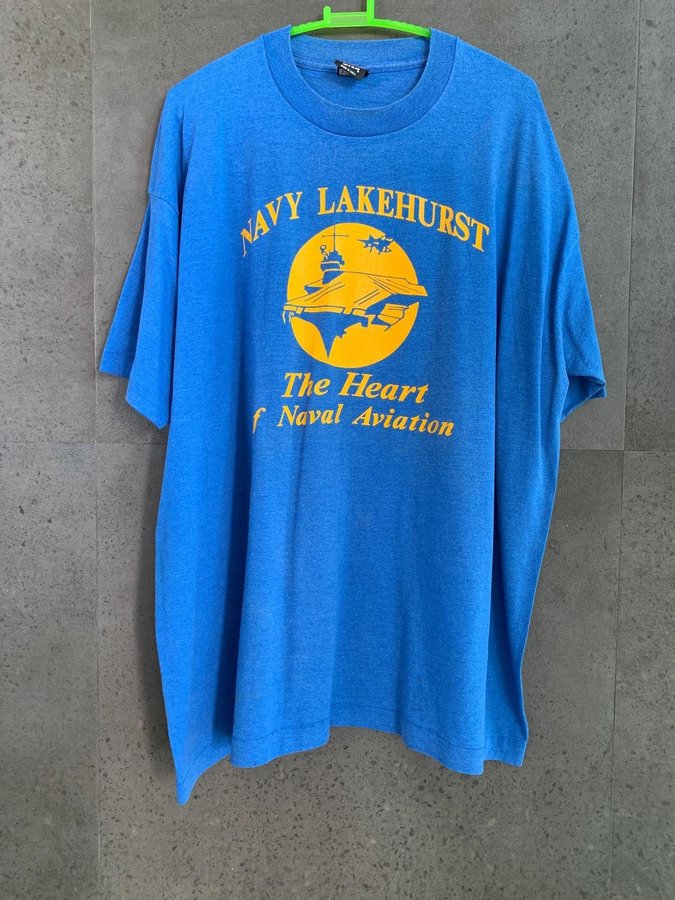 NAVY LAKEHURST
The Heart
f Naval Aviation